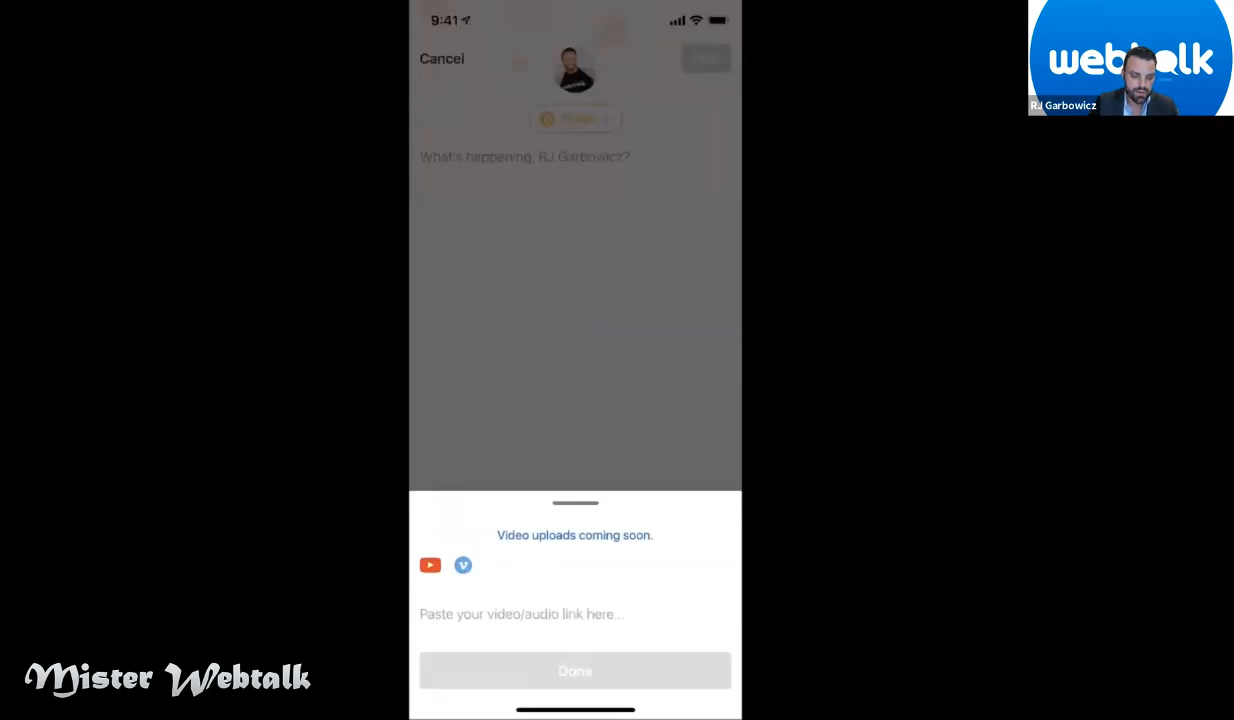 9:41
Cancel
What's happening, RJ Garbowicz?
Video uploads coming soon.
Paste your video/audio link here...
Done
webtalk
RJ Garbowicz
Mister Webtalk